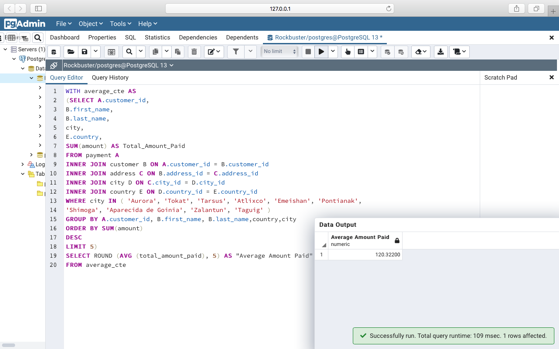 127.0.0.1
PgAdmin File Object Tools Help
Dashboard Properties SQL Statistics Dependencies Dependents Rockbuster/postgres@PostgreSQL 13 *
Servers (1)
No limit
Rockbuster/postgres@PostgreSQL 13
Query Editor Query History Scratch Pad
1 WITH average_cte AS
2 (SELECT A.customer_id,
3 B.first_name,
4 B.last_name,
5 city,
6 E.country,
7 SUM(amount) AS Total_Amount_Paid
8 FROM payment A
9 INNER JOIN customer B ON A.customer_id = B.customer_id
10 INNER JOIN address C ON B.address_id = C.address_id
11 INNER JOIN city D ON C.city_id = D.city_id
12 INNER JOIN country E ON D.country_id = E.country_id
13 WHERE city IN ( 'Aurora', 'Tokat', 'Tarsus', 'Atlixco', 'Emeishan', 'Pontianak',
14 'Shimoga', 'Aparecida de Goinia', 'Zalantun', 'Taguig' )
15 GROUP BY A.customer_id, B.first_name, B.last_name,country,city
16 ORDER BY SUM(amount)
17 DESC
18 LIMIT 5)
19 SELECT ROUND (AVG (total_amount_paid), 5) AS "Average Amount Paid"
20 FROM average_cte
Data Output
Average Amount Paid
numeric
1 120.32200
Successfully run. Total query runtime: 109 msec. 1 rows affected.